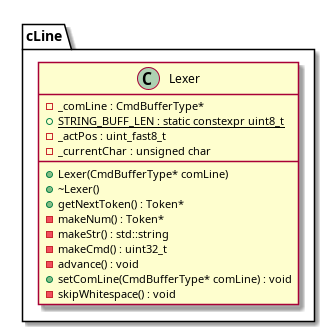 cLine
C Lexer
_comLine : CmdBufferType*
STRING_BUFF_LEN : static constexpr uint8_t
_actPos : uint_fast8_t
_currentChar : unsigned char
Lexer(CmdBufferType* comLine)
~Lexer()
getNextToken() : Token*
makeNum() : Token*
makeStr() : std::string
makeCmd() : uint32_t
advance() : void
setComLine(CmdBufferType* comLine) : void
skipWhitespace() : void